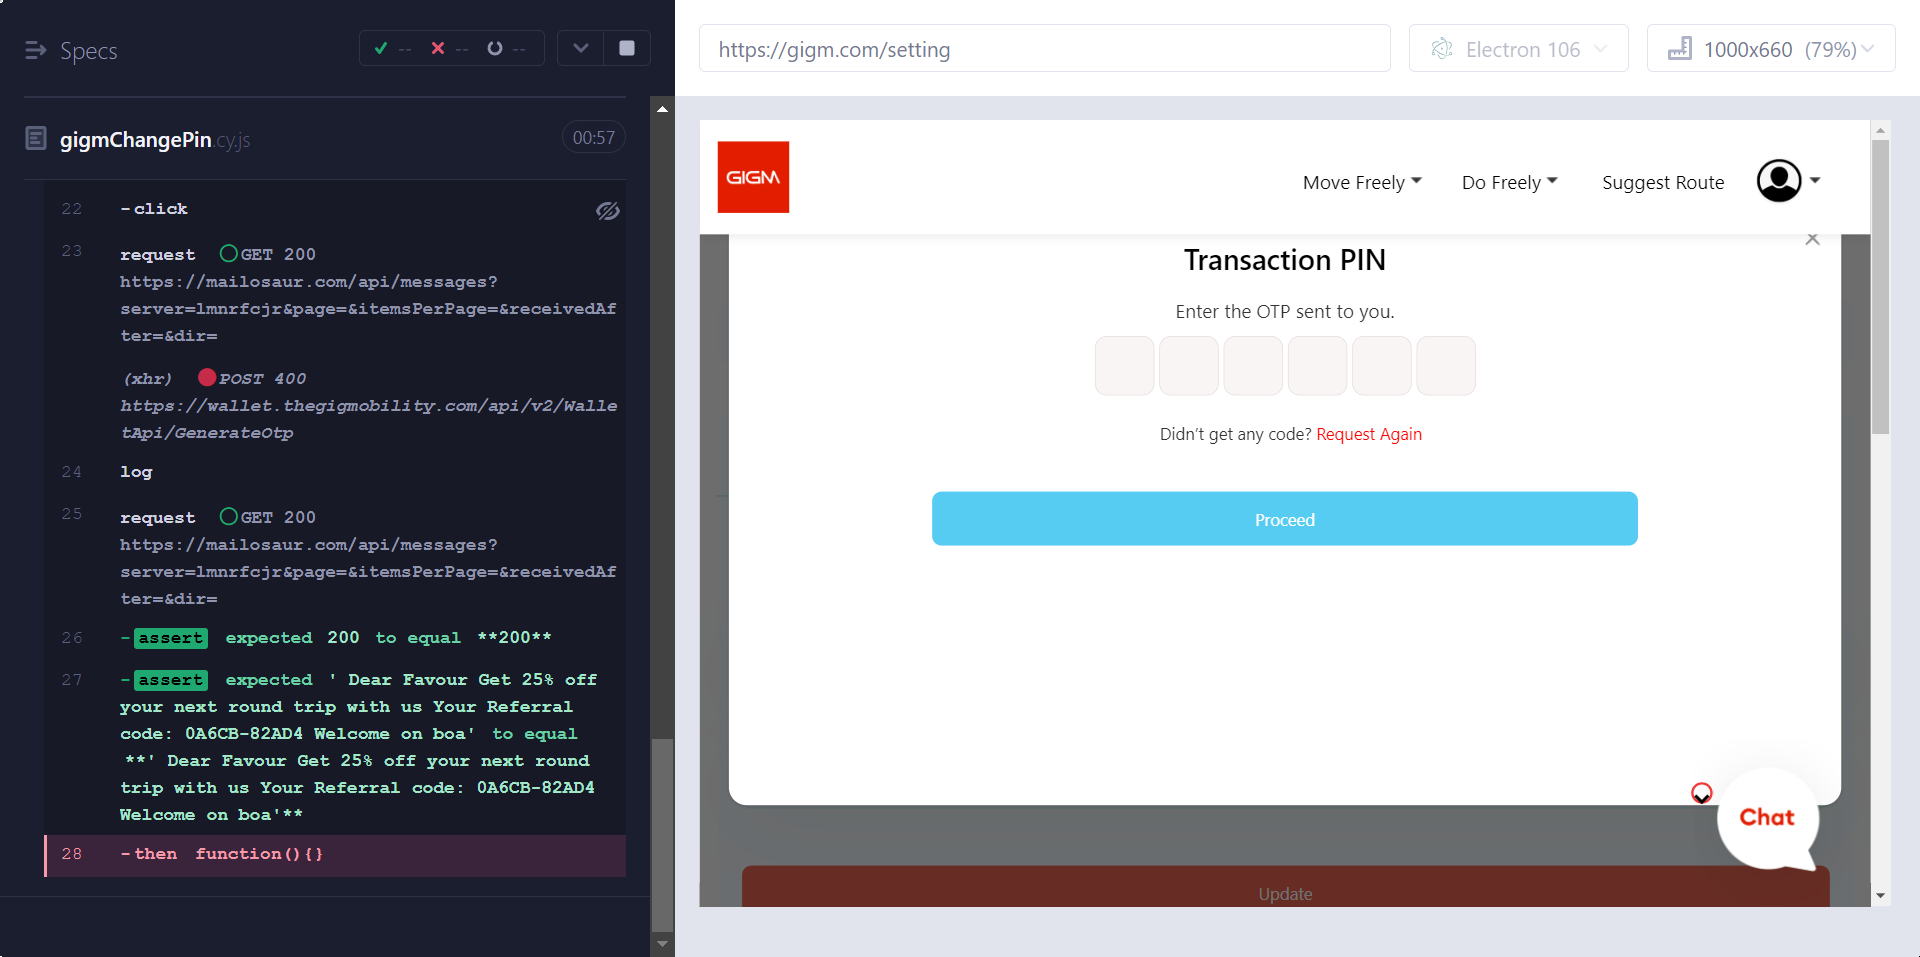 Specs
--
--
--
gigmChangePin.cy.js
00:57
22 -click
23 request GET 200
https://mailosaur.com/api/messages?
server=lmnrfcjr&page=&itemsPerPage=&receivedAf
ter=&dir=
(xhr) POST 400
https://wallet.thegigmobility.com/api/v2/Walle
tApi/GenerateOtp
24 log
25 request GET 200
https://mailosaur.com/api/messages?
server=lmnrfcjr&page=&itemsPerPage=&receivedAf
ter=&dir=
26 -assert expected 200 to equal **200**
27 -assert expected ' Dear Favour Get 25% off
your next round trip with us Your Referral
code: 0A6CB-82AD4 Welcome on boa' to equal
**' Dear Favour Get 25% off your next round
trip with us Your Referral code: 0A6CB-82AD4
Welcome on boa'**
28 -then function(){}
https://gigm.com/setting
Electron 106
1000x660 (79%)
GIGM
Move Freely
Do Freely
Suggest Route
Transaction PIN
Enter the OTP sent to you.
Didn't get any code? Request Again
Proceed
Chat
Update